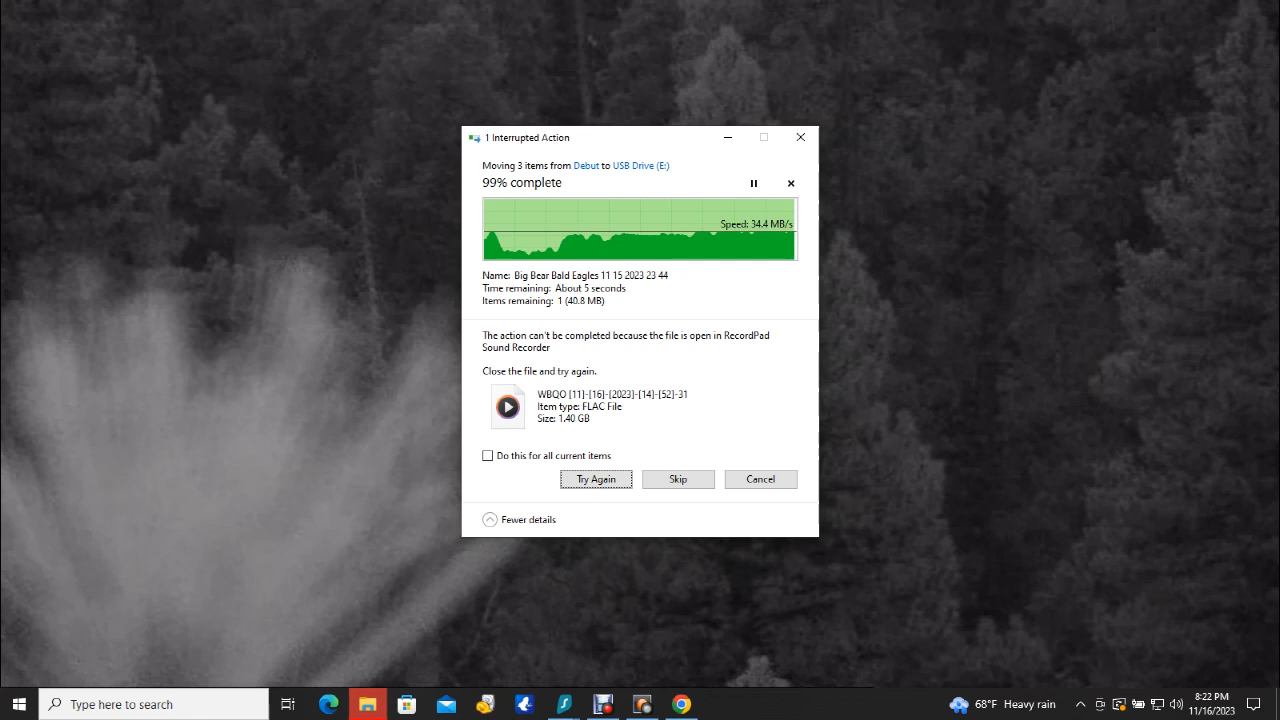 1 Interrupted Action
Moving 3 items from Debut to USB Drive (E:)
99% complete
Speed: 34.4 MB/s
Name: Big Bear Bald Eagles 11 15 2023 23 44
Time remaining: About 5 seconds
Items remaining: 1 (40.8 MB)
The action can't be completed because the file is open in RecordPad
Sound Recorder
Close the file and try again.
WBQO [11]-[16]-[2023]-[14]-[52]-31
Item type: FLAC File
Size: 1.40 GB
Do this for all current items
Try Again Skip Cancel
Fewer details
Type here to search
68°F Heavy rain
8:22 PM
11/16/2023